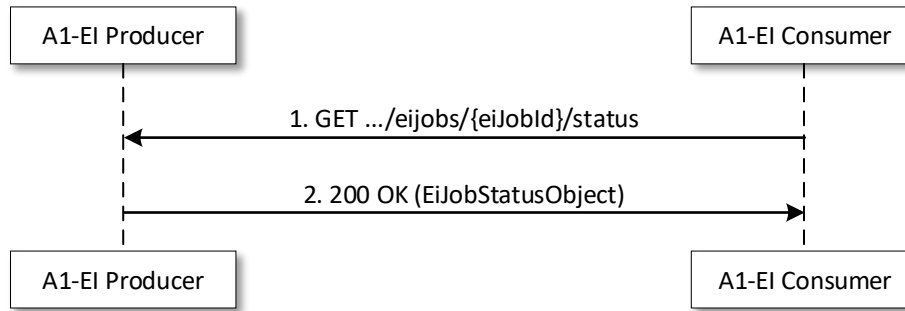 A1-EI Producer
A1-EI Consumer
1. GET .../eijobs/{eiJobId}/status
2. 200 OK (EiJobStatusObject)
A1-EI Producer
A1-EI Consumer